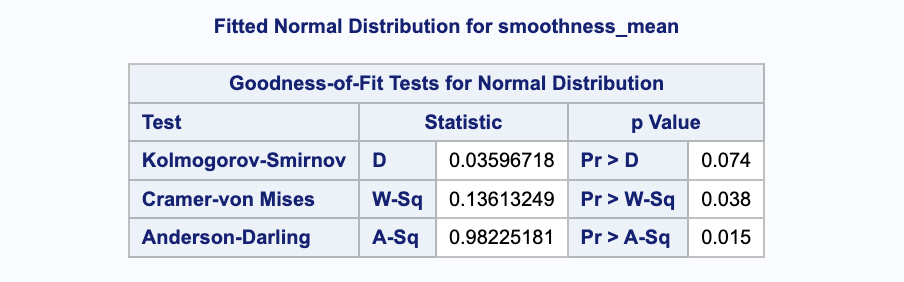 Fitted Normal Distribution for smoothness_mean
Goodness-of-Fit Tests for Normal Distribution
Test Statistic p Value
Kolmogorov-Smirnov D 0.03596718 Pr > D 0.074
Cramer-von Mises W-Sq 0.13613249 Pr > W-Sq 0.038
Anderson-Darling A-Sq 0.98225181 Pr > A-Sq 0.015